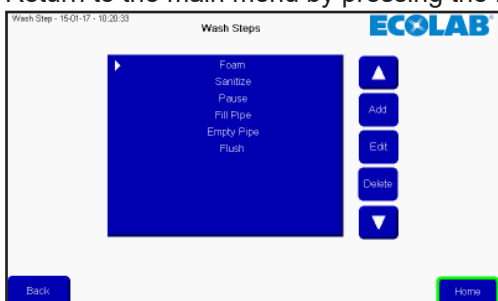 Return to the main menu by pressing the
Wash Step - 15-01-17 - 10:20:33
Wash Steps
ECOLAB®
Foam
Sanitize
Pause
Fill Pipe
Empty Pipe
Flush
Add
Edit
Delete
Back
Home